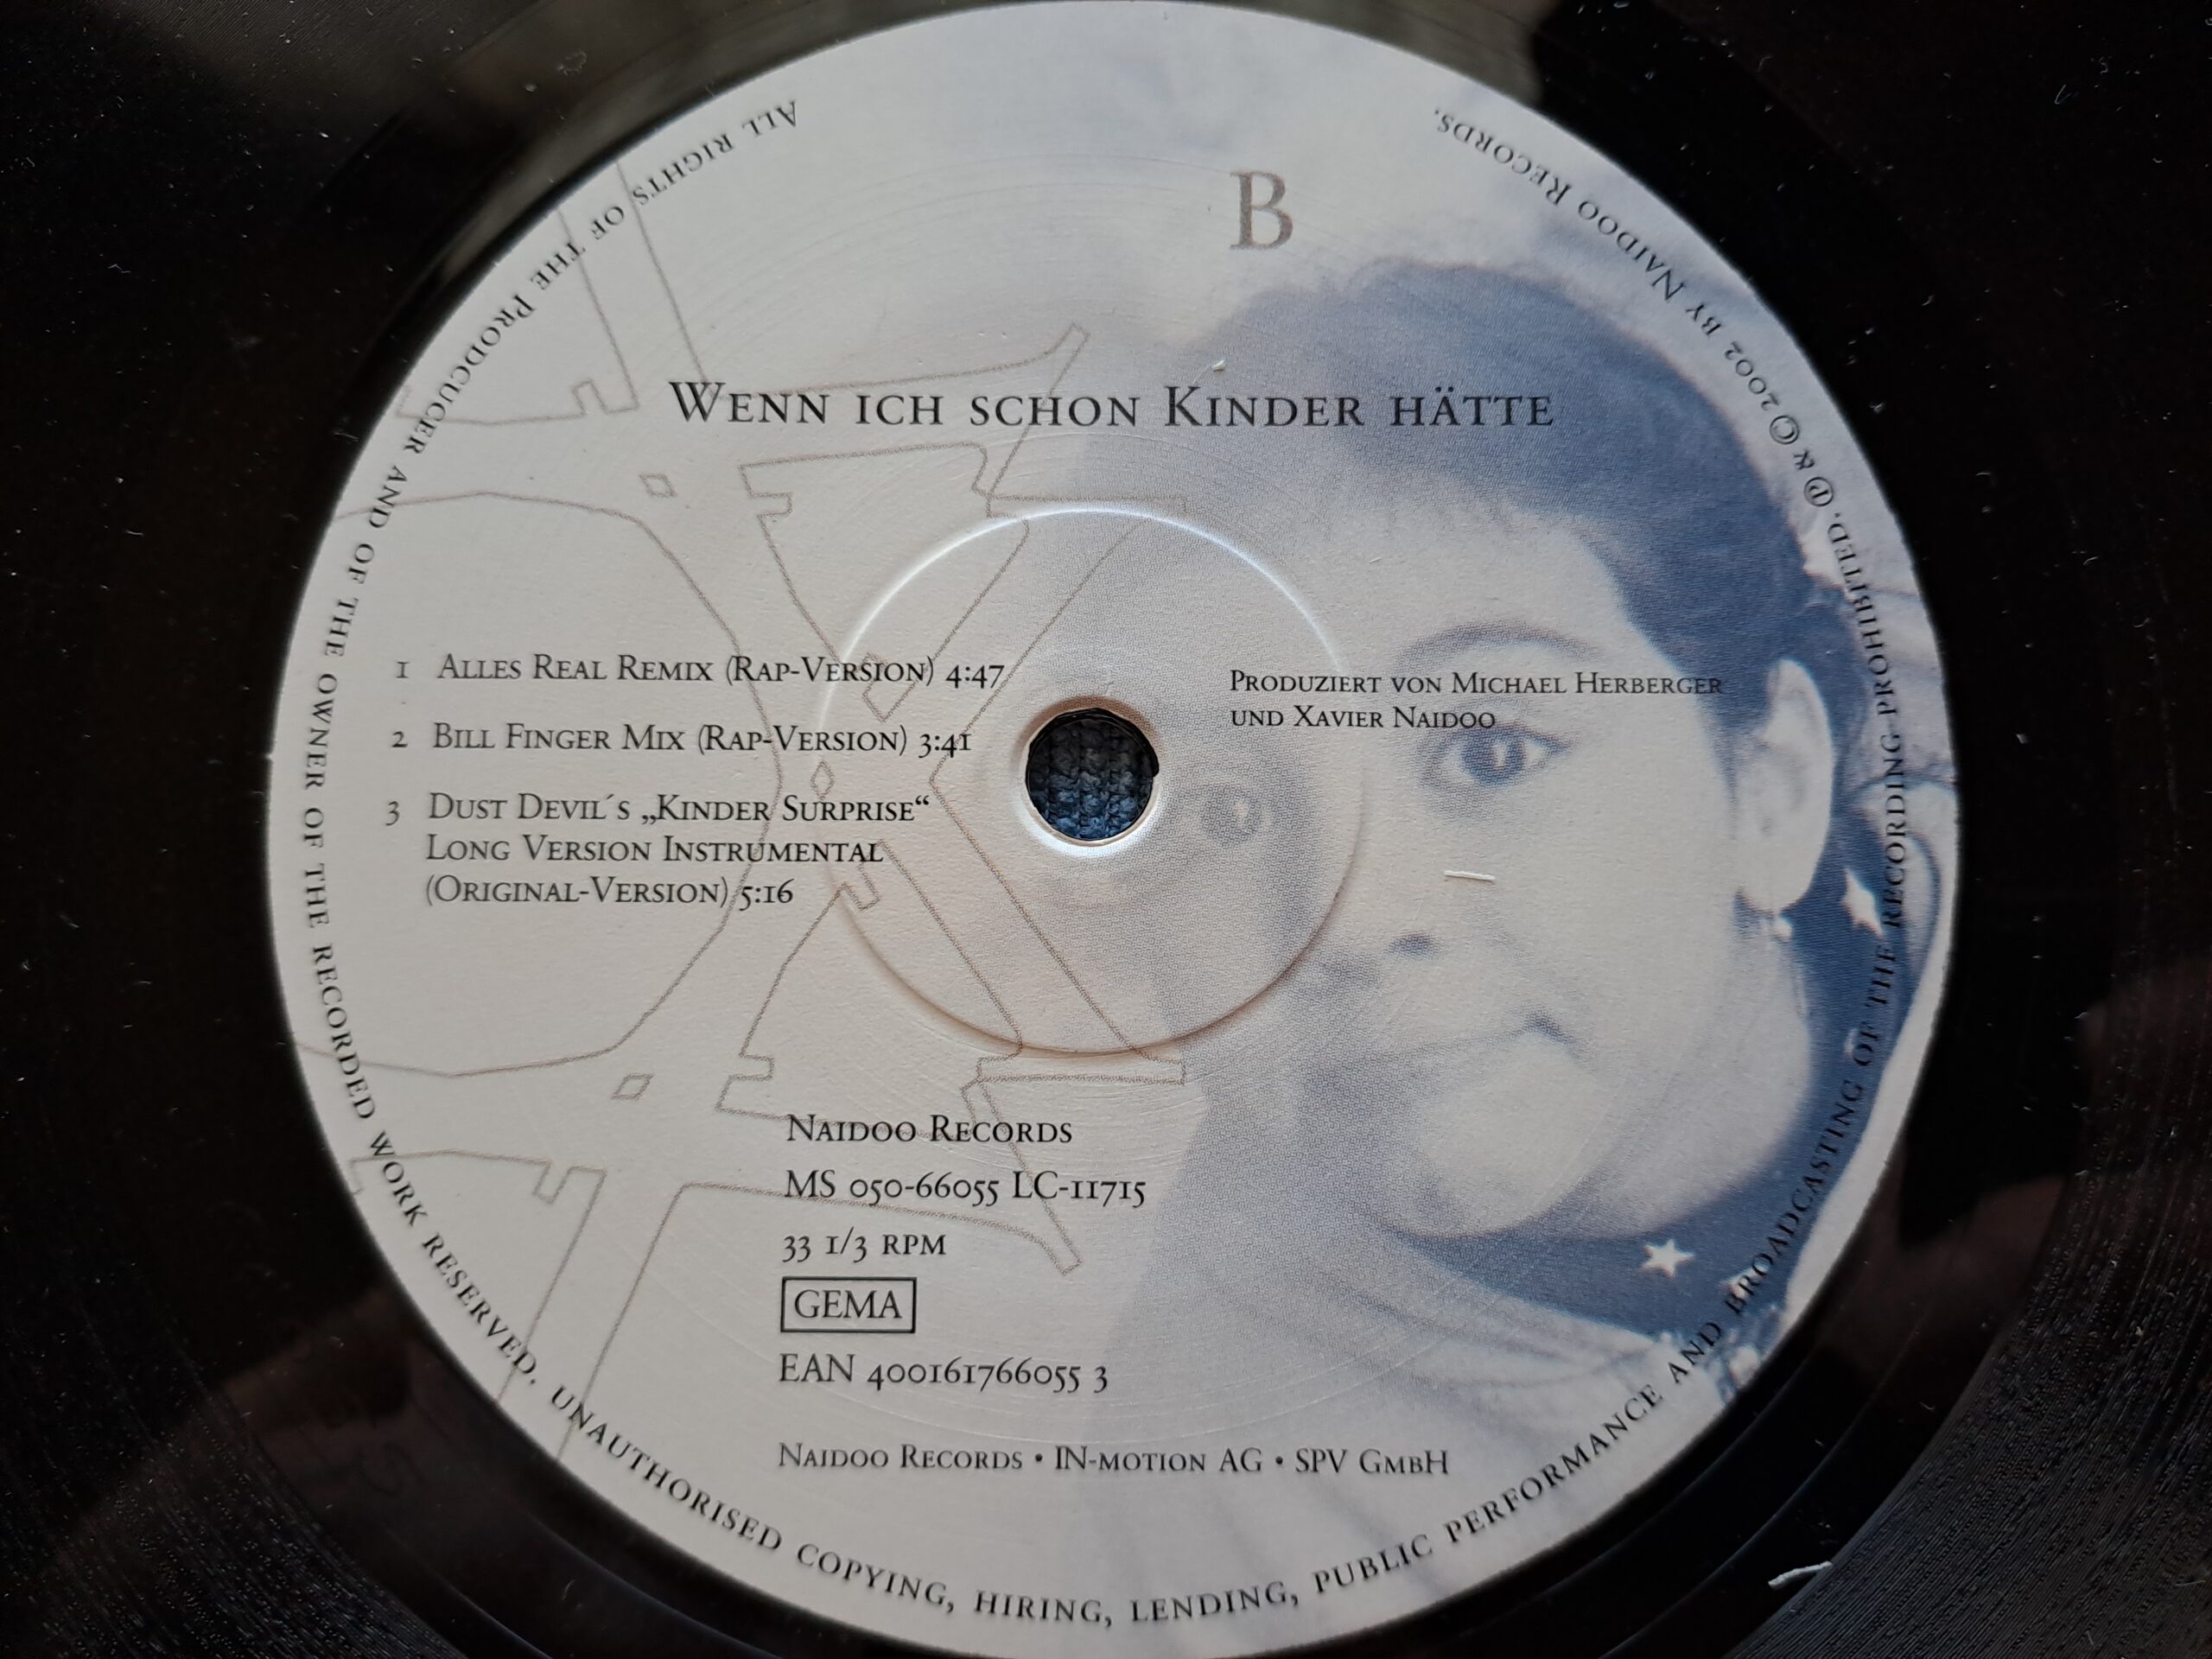 B
Wenn ich schon Kinder hätte
1 Alles Real Remix (Rap-Version) 4:47
2 Bill Finger Mix (Rap-Version) 3:41
3 Dust Devil´s „Kinder Surprise“
Long Version Instrumental
(Original-Version) 5:16
Produziert von Michael Herberger
und Xavier Naidoo
Naidoo Records
MS 050-66055 LC-11715
33 1/3 rpm
GEMA
EAN 400161766055 3
Naidoo Records • IN-motion AG • SPV GmbH
All rights of the Prodcucer and of the owner of the recorded work reserved. unauthorised copying, hiring, lending, public performance and broadcasting of the recording prohibited. ℗&©2002 by Naidoo Records.